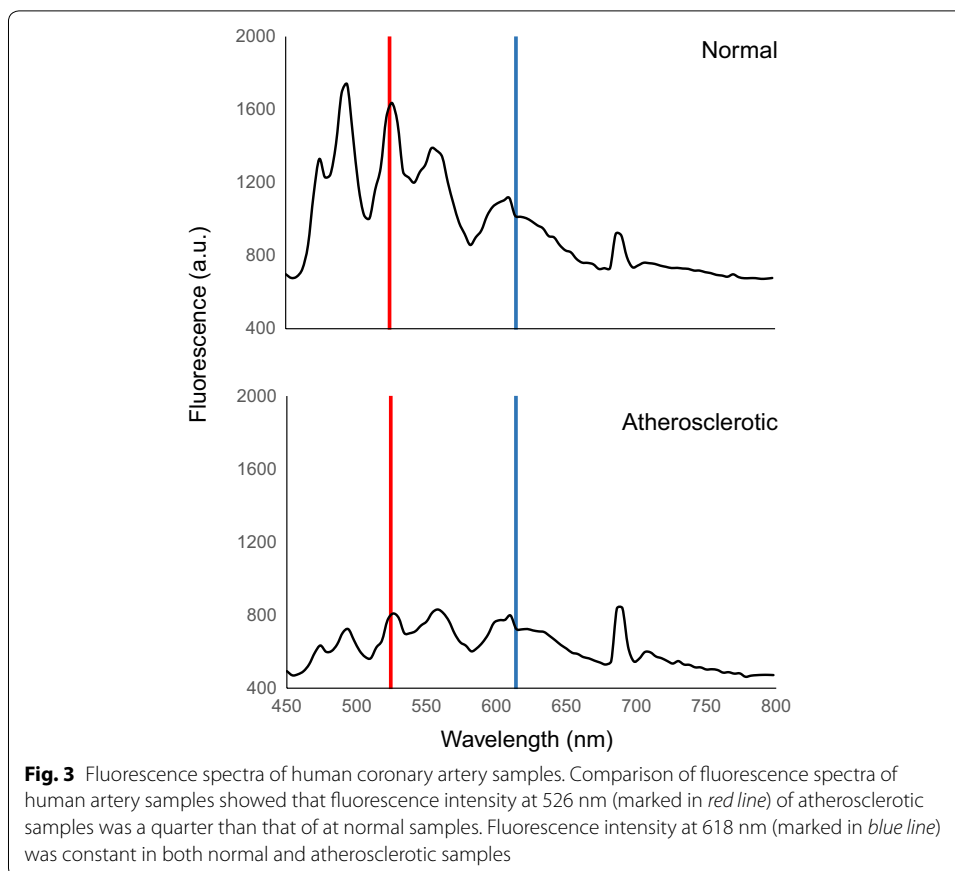 2000
Normal
1600
1200
800
400
Fluorescence (a.u.)
2000
Atherosclerotic
1600
1200
800
400
450 500 550 600 650 700 750 800
Wavelength (nm)
Fig. 3 Fluorescence spectra of human coronary artery samples. Comparison of fluorescence spectra of
human artery samples showed that fluorescence intensity at 526 nm (marked in red line) of atherosclerotic
samples was a quarter than that of at normal samples. Fluorescence intensity at 618 nm (marked in blue line)
was constant in both normal and atherosclerotic samples